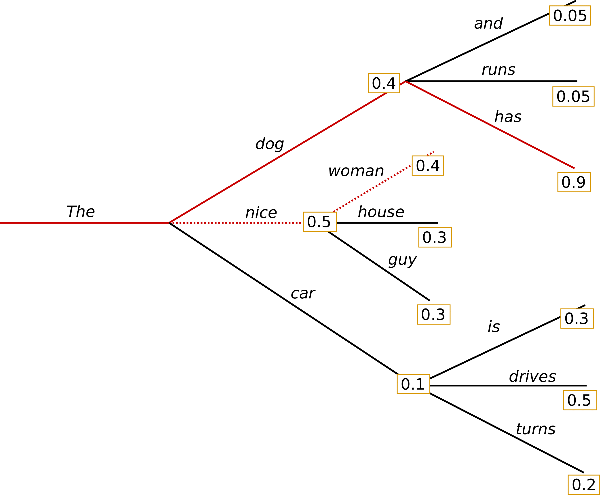 and
0.05
runs
0.4
0.05
has
dog
woman
0.4
0.9
The
nice
0.5
house
0.3
guy
car
0.3
is
0.3
0.1
drives
0.5
turns
0.2